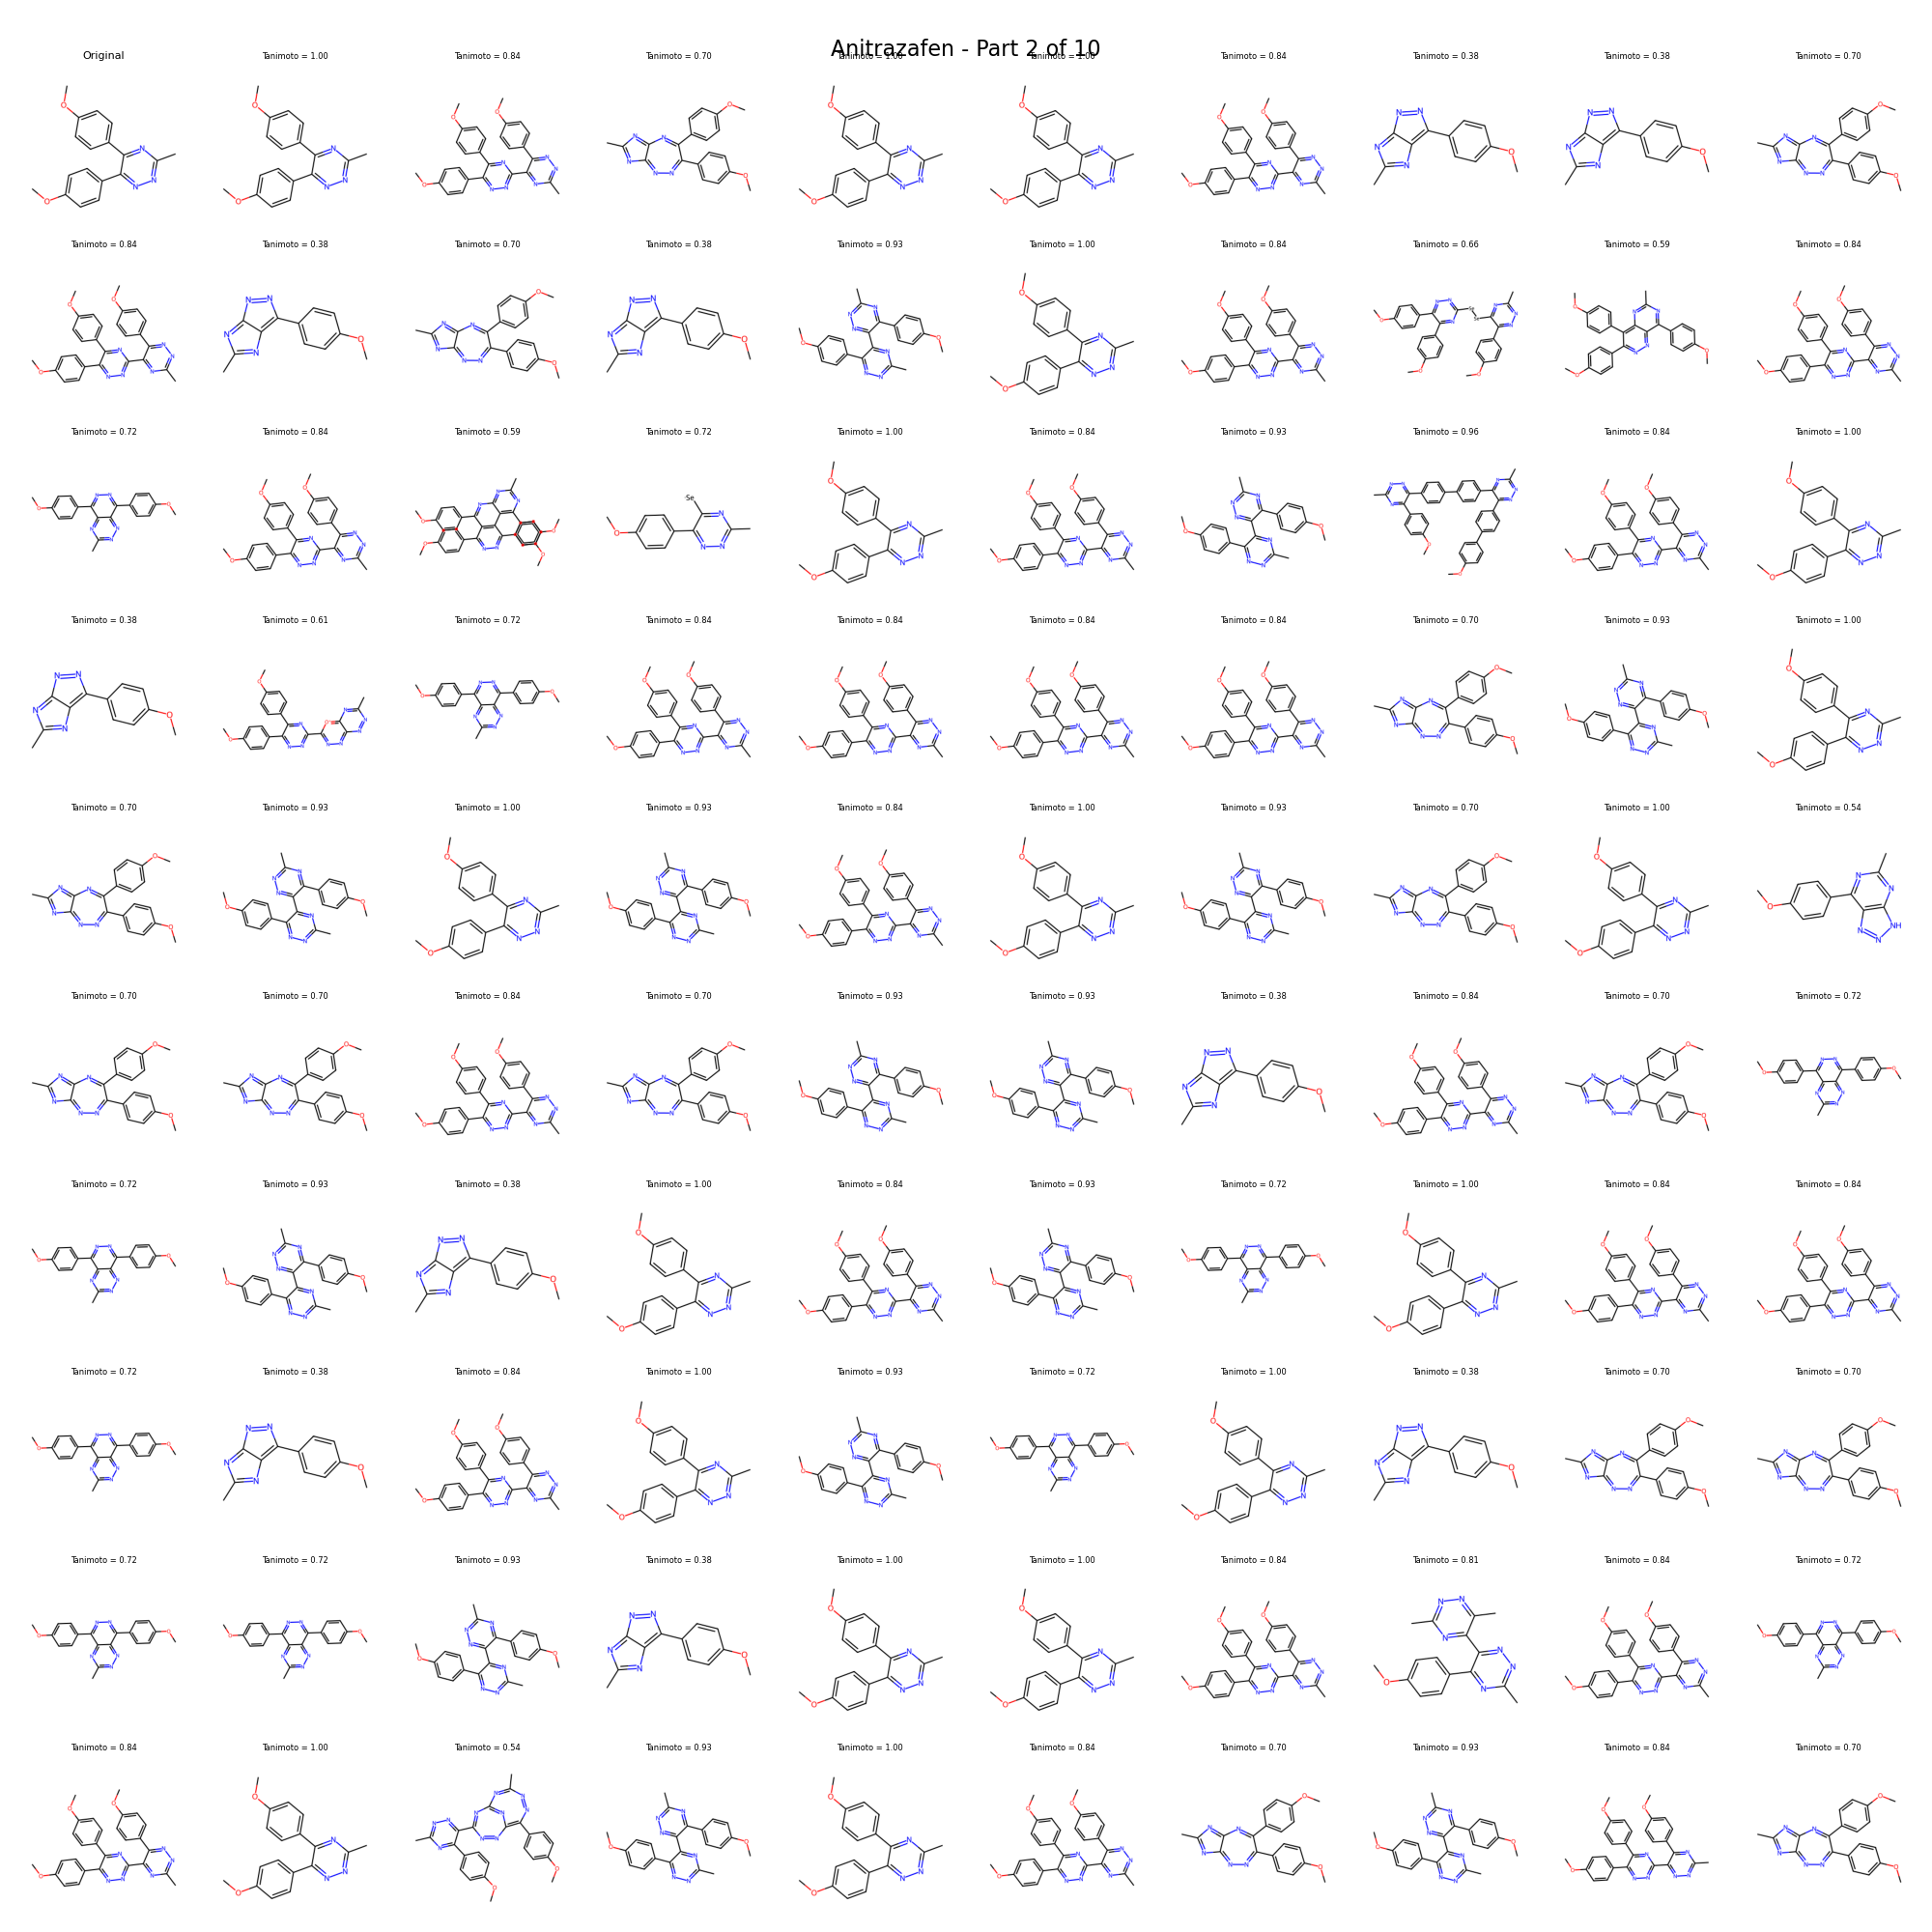 Anitrazafen - Part 2 of 10
Original Tanimoto = 1.00 Tanimoto = 0.84 Tanimoto = 0.70 Tanimoto = 1.00 Tanimoto = 1.00 Tanimoto = 0.84 Tanimoto = 0.38 Tanimoto = 0.38 Tanimoto = 0.70
Tanimoto = 0.84 Tanimoto = 0.38 Tanimoto = 0.70 Tanimoto = 0.38 Tanimoto = 0.93 Tanimoto = 1.00 Tanimoto = 0.84 Tanimoto = 0.66 Tanimoto = 0.59 Tanimoto = 0.84
Tanimoto = 0.72 Tanimoto = 0.84 Tanimoto = 0.59 Tanimoto = 0.72 Tanimoto = 1.00 Tanimoto = 0.84 Tanimoto = 0.93 Tanimoto = 0.96 Tanimoto = 0.84 Tanimoto = 1.00
Tanimoto = 0.38 Tanimoto = 0.61 Tanimoto = 0.72 Tanimoto = 0.84 Tanimoto = 0.84 Tanimoto = 0.84 Tanimoto = 0.84 Tanimoto = 0.70 Tanimoto = 0.93 Tanimoto = 1.00
Tanimoto = 0.70 Tanimoto = 0.93 Tanimoto = 1.00 Tanimoto = 0.93 Tanimoto = 0.84 Tanimoto = 1.00 Tanimoto = 0.93 Tanimoto = 0.70 Tanimoto = 1.00 Tanimoto = 0.54
Tanimoto = 0.70 Tanimoto = 0.70 Tanimoto = 0.84 Tanimoto = 0.70 Tanimoto = 0.93 Tanimoto = 0.93 Tanimoto = 0.38 Tanimoto = 0.84 Tanimoto = 0.70 Tanimoto = 0.72
Tanimoto = 0.72 Tanimoto = 0.93 Tanimoto = 0.38 Tanimoto = 1.00 Tanimoto = 0.84 Tanimoto = 0.93 Tanimoto = 0.72 Tanimoto = 1.00 Tanimoto = 0.84 Tanimoto = 0.84
Tanimoto = 0.72 Tanimoto = 0.38 Tanimoto = 0.84 Tanimoto = 1.00 Tanimoto = 0.93 Tanimoto = 0.72 Tanimoto = 1.00 Tanimoto = 0.38 Tanimoto = 0.70 Tanimoto = 0.70
Tanimoto = 0.72 Tanimoto = 0.72 Tanimoto = 0.93 Tanimoto = 0.38 Tanimoto = 1.00 Tanimoto = 1.00 Tanimoto = 0.84 Tanimoto = 0.81 Tanimoto = 0.84 Tanimoto = 0.72
Tanimoto = 0.84 Tanimoto = 1.00 Tanimoto = 0.54 Tanimoto = 0.93 Tanimoto = 1.00 Tanimoto = 0.84 Tanimoto = 0.70 Tanimoto = 0.93 Tanimoto = 0.84 Tanimoto = 0.70